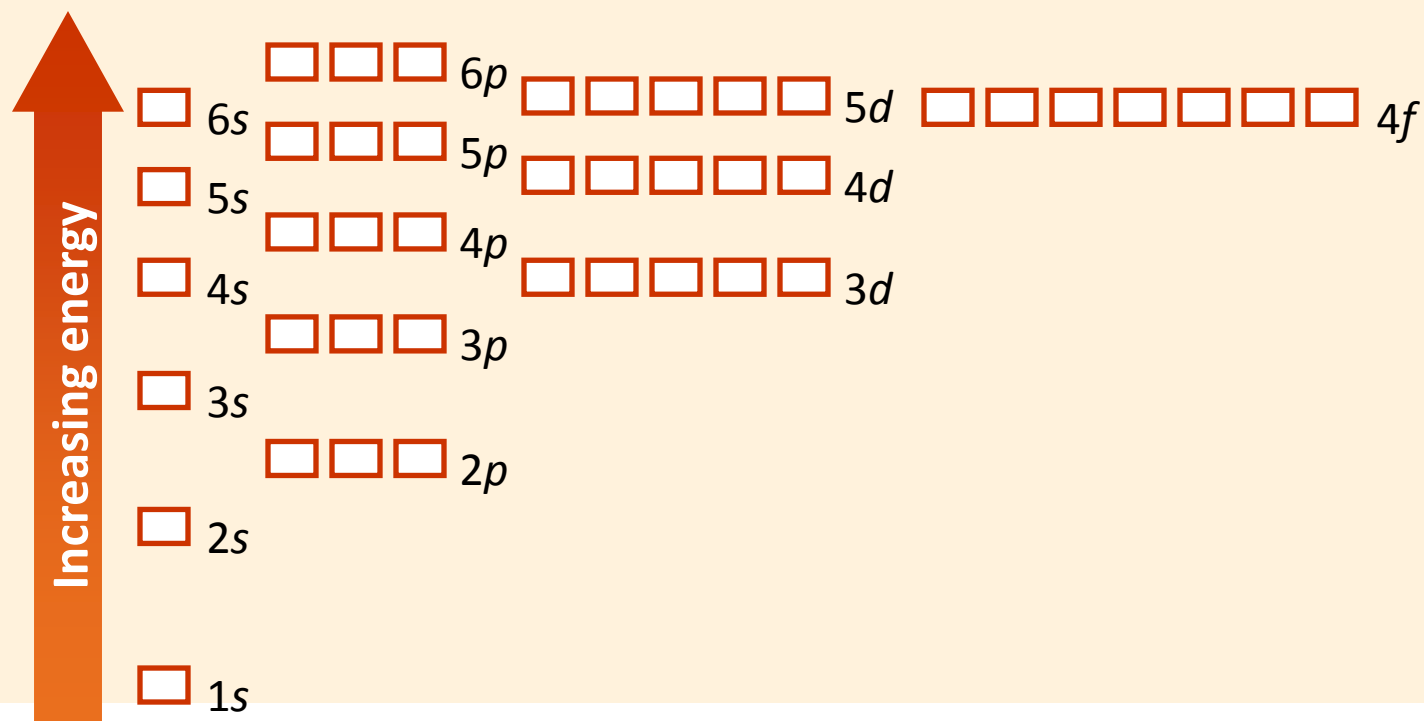 Increasing energy
6p
5d
4f
6s
5p
4d
5s
4p
3d
4s
3p
3s
2p
2s
1s